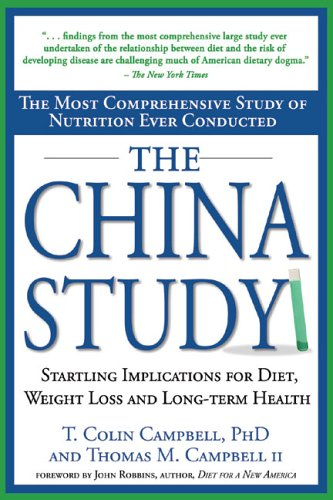 “. . . findings from the most comprehensive large study ever
undertaken of the relationship between diet and the risk of
developing disease are challenging much of American dietary dogma.”
– The New York Times
The Most Comprehensive Study of
Nutrition Ever Conducted
THE
CHINA
STUDY
Startling Implications for Diet,
Weight Loss and Long-term Health
T. Colin Campbell, PhD
and Thomas M. Campbell II
foreword by John Robbins, author, Diet for a New America